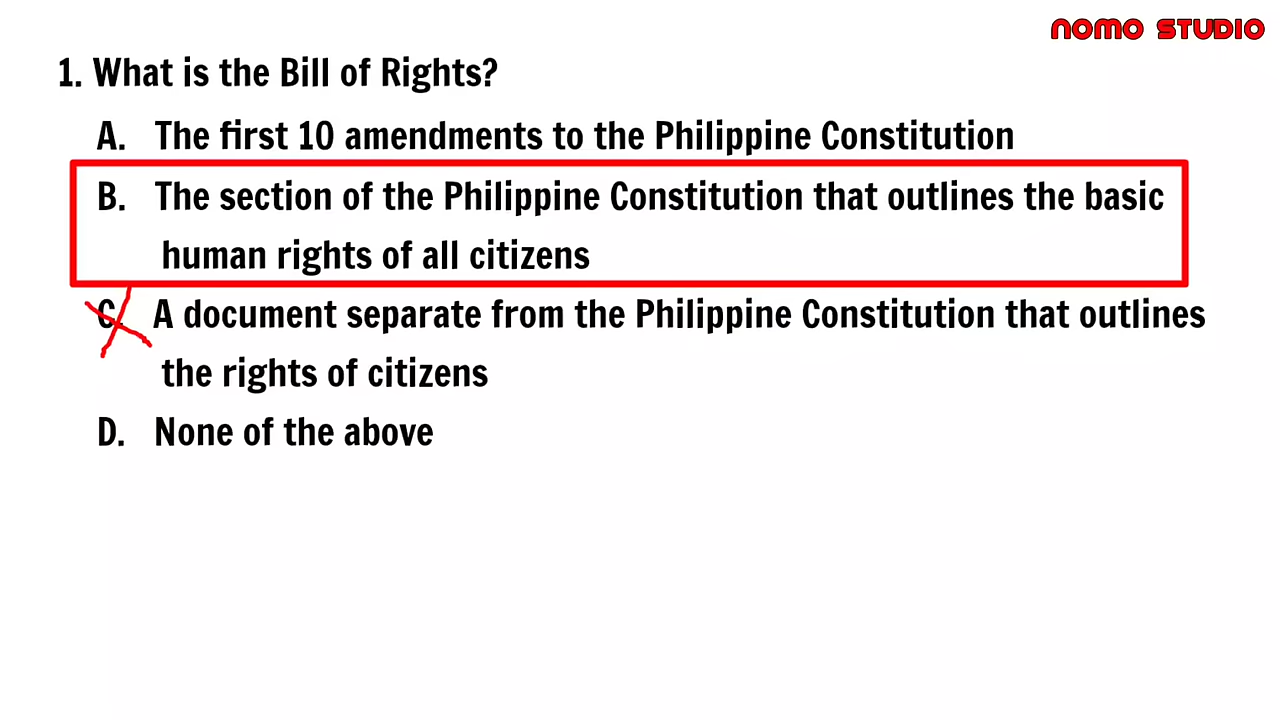 NOMO STUDIO
1. What is the Bill of Rights?
A. The first 10 amendments to the Philippine Constitution
B. The section of the Philippine Constitution that outlines the basic
human rights of all citizens
C. A document separate from the Philippine Constitution that outlines
the rights of citizens
D. None of the above